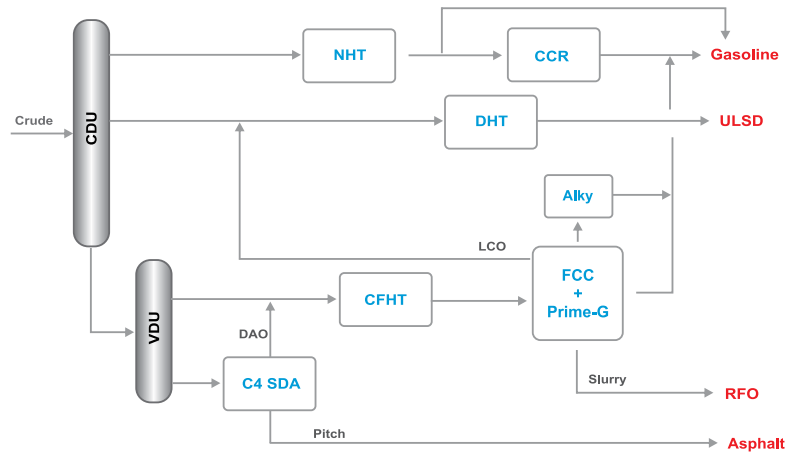 NHT
CCR
Gasoline
Crude
CDU
DHT
ULSD
Alky
LCO
FCC
+
Prime-G
VDU
CFHT
DAO
C4 SDA
Slurry
RFO
Pitch
Asphalt